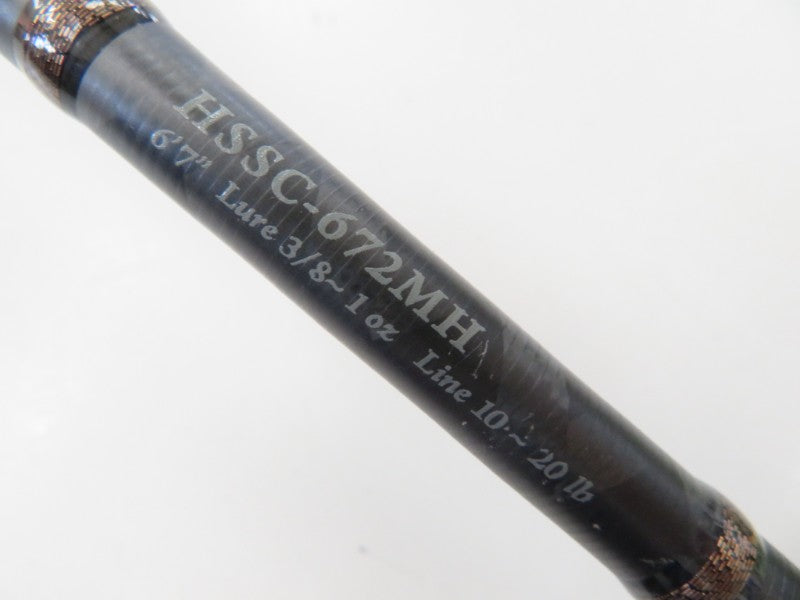 HSSC-672MH
6'7" Lure 3/8~1 oz Line 10~20 lb